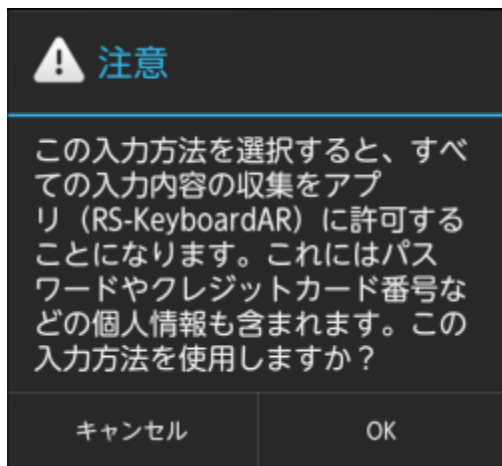 注意
この入力方法を選択すると、すべ
ての入力内容の収集をアプ
リ（RS-KeyboardAR）に許可する
ことになります。これにはパス
ワードやクレジットカード番号な
どの個人情報も含まれます。この
入力方法を使用しますか？
キャンセル
OK